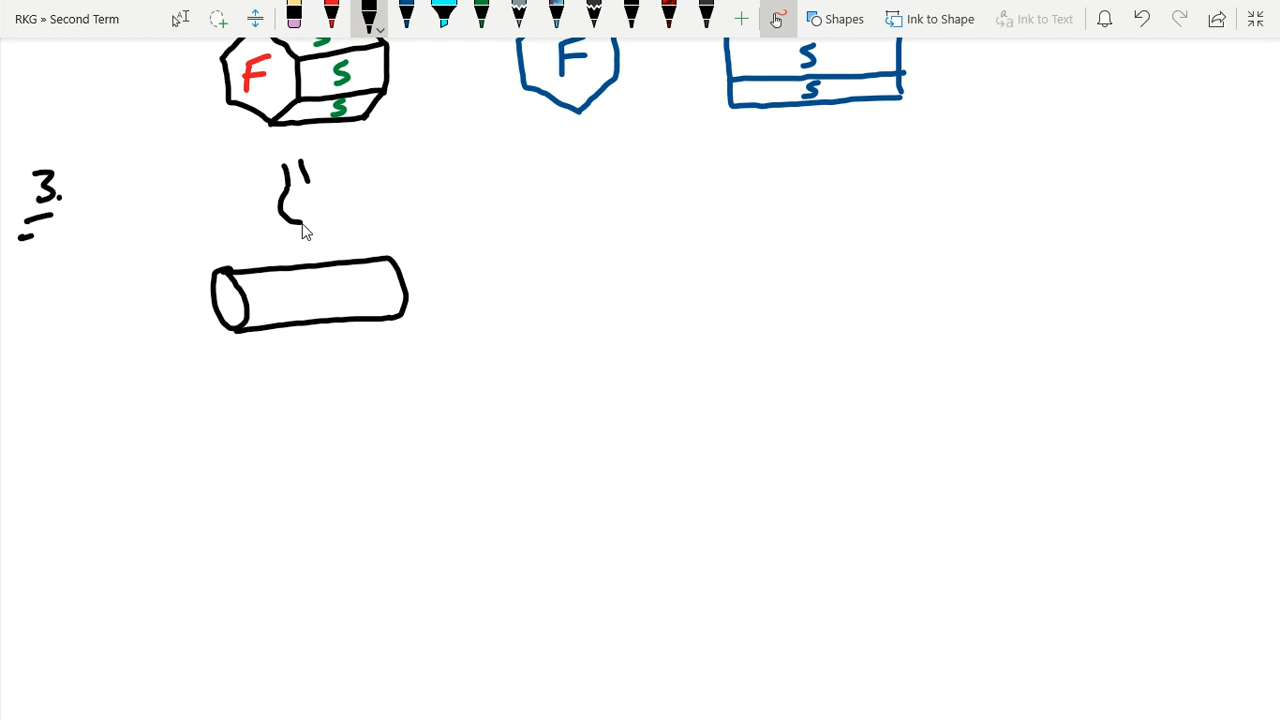 RKG » Second Term
Shapes
Ink to Shape
Ink to Text
S
F
S
S
F
S
S
3.